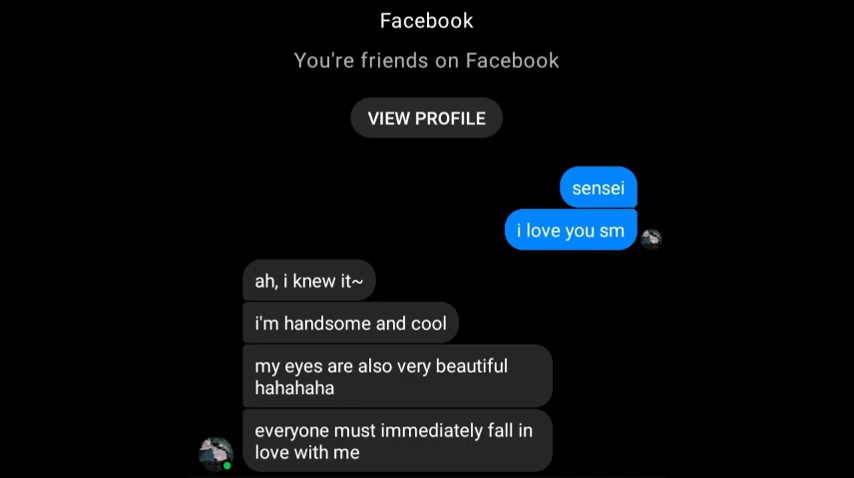 Facebook
You're friends on Facebook
VIEW PROFILE
sensei
i love you sm
ah, i knew it~
i'm handsome and cool
my eyes are also very beautiful
hahahaha
everyone must immediately fall in
love with me